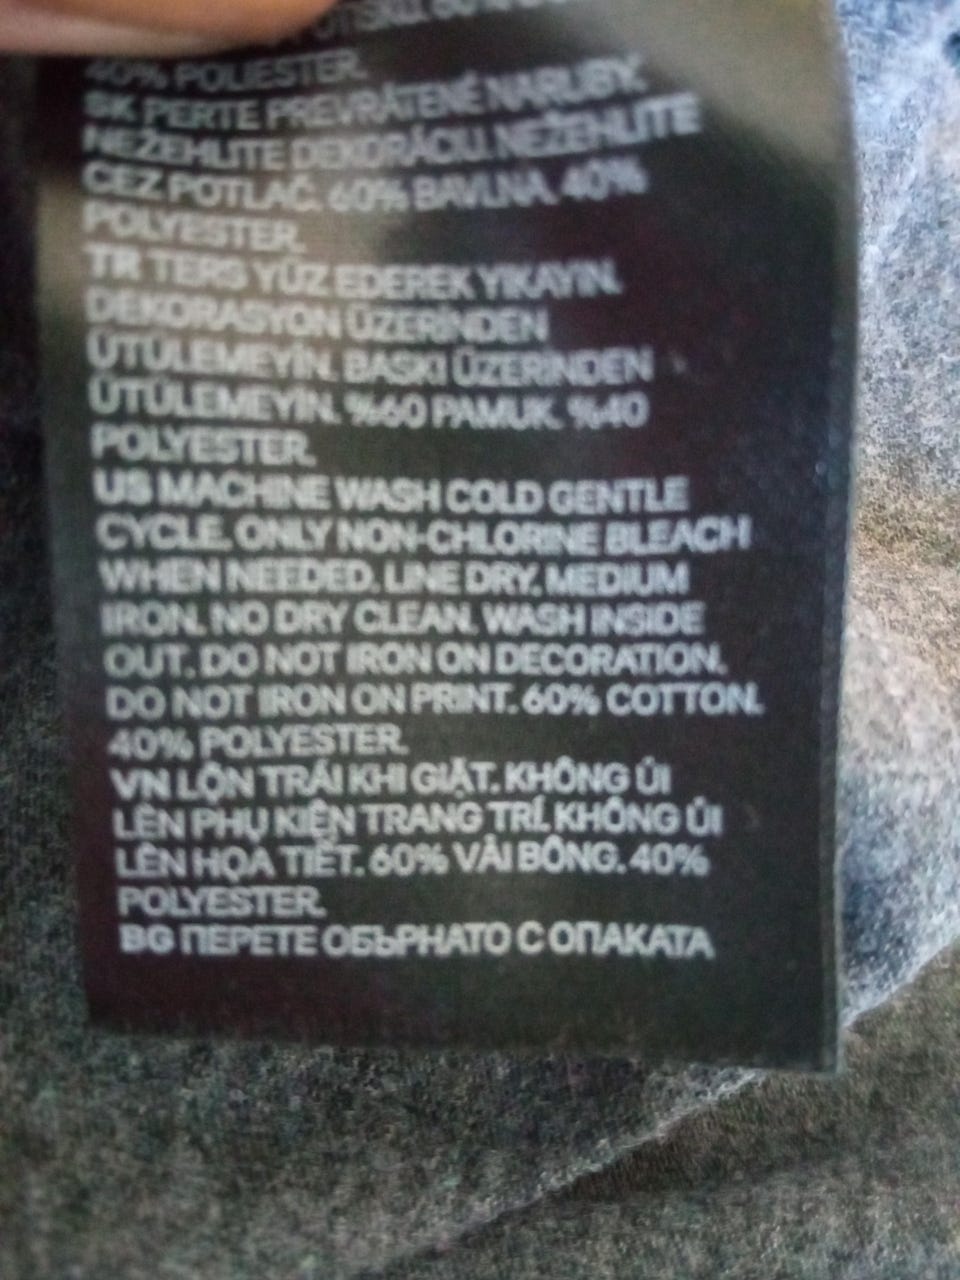 40% POLIESTER.
SK PERTE PREVRÁTENÉ NARUBY.
NEŽEHLITE DEKORÁCIU. NEŽEHLITE
CEZ POTLAČ. 60% BAVLNA. 40%
POLYESTER.
TR TERS YÜZ EDEREK YIKAYIN.
DEKORASYON ÜZERİNDEN
ÜTÜLEMEYİN. BASKI ÜZERİNDEN
ÜTÜLEMEYİN. %60 PAMUK. %40
POLYESTER.
US MACHINE WASH COLD GENTLE
CYCLE. ONLY NON-CHLORINE BLEACH
WHEN NEEDED. LINE DRY. MEDIUM
IRON. NO DRY CLEAN. WASH INSIDE
OUT. DO NOT IRON ON DECORATION.
DO NOT IRON ON PRINT. 60% COTTON.
40% POLYESTER.
VN LỘN TRÁI KHI GIẶT. KHÔNG ỦI
LÊN PHỤ KIỆN TRANG TRÍ. KHÔNG ỦI
LÊN HỌA TIẾT. 60% VẢI BÔNG. 40%
POLYESTER.
BG ПЕРЕТЕ ОБЪРНАТО С ОПАКАТА